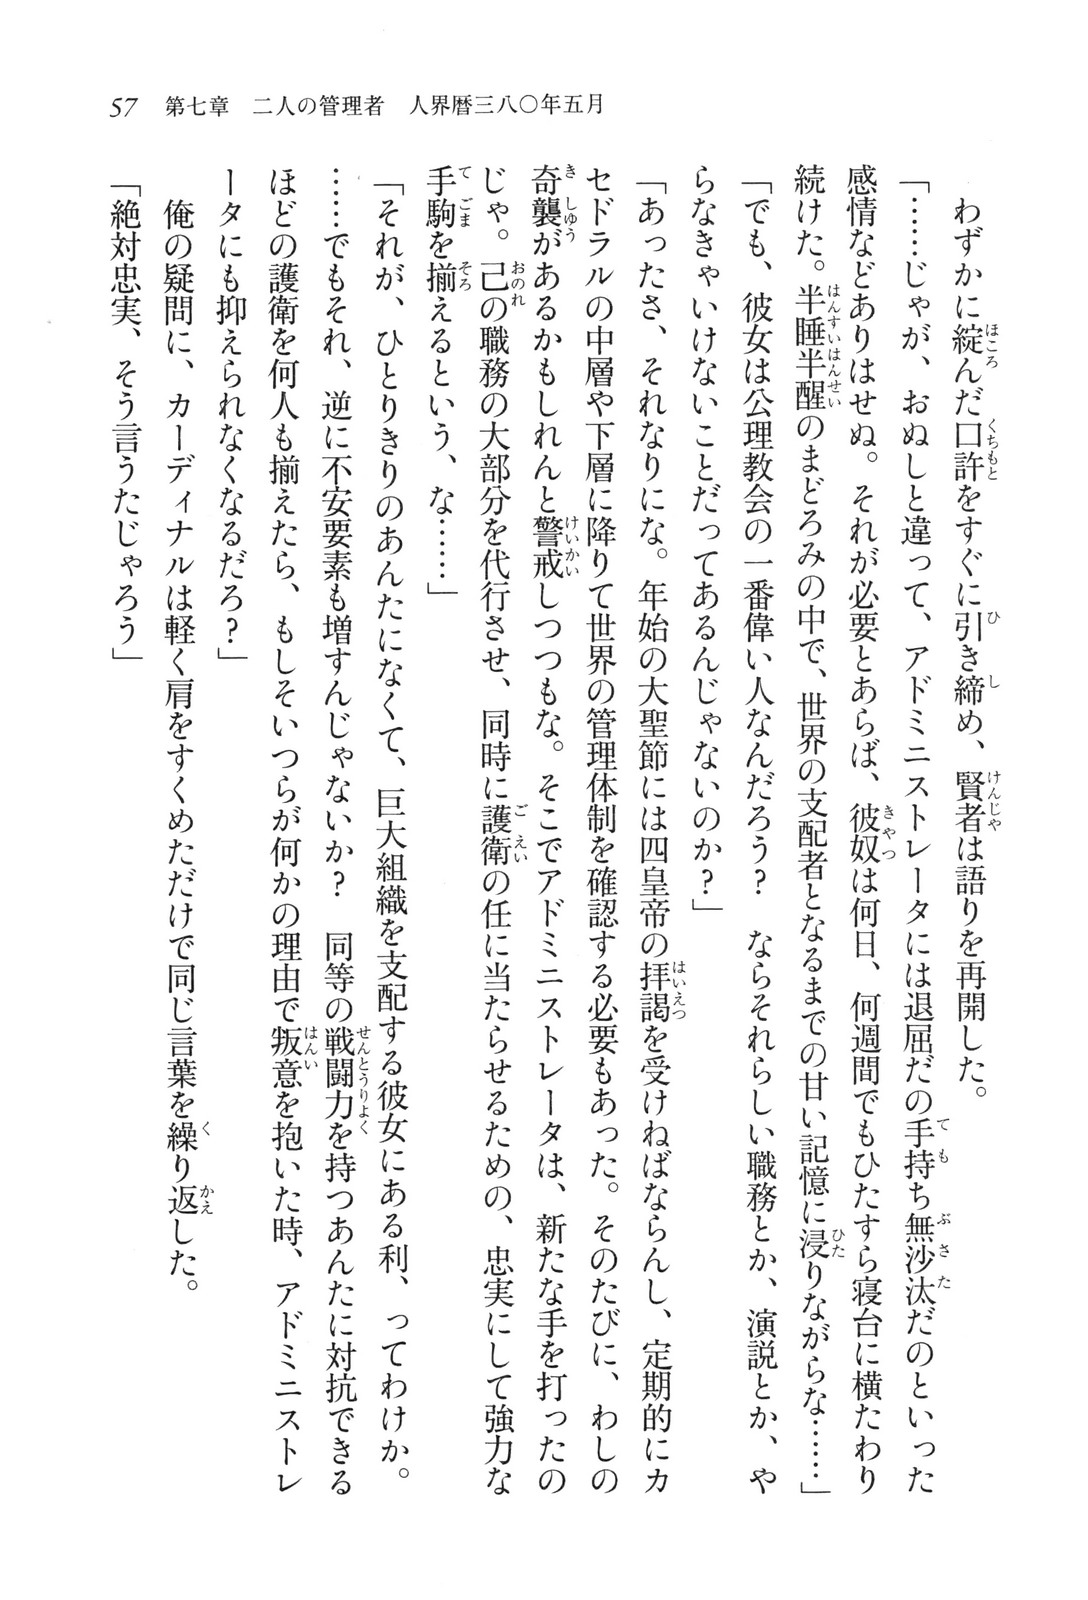 57　第七章　二人の管理者　人界暦三八〇年五月
　わずかに綻んだ口許をすぐに引き締め、賢者は語りを再開した。
「……じゃが、おぬしと違って、アドミニストレータには退屈だの手持ち無沙汰だのといった
感情などありはせぬ。それが必要とあらば、彼奴は何日、何週間でもひたすら寝台に横たわり
続けた。半睡半醒のまどろみの中で、世界の支配者となるまでの甘い記憶に浸りながらな……」
「でも、彼女は公理教会の一番偉い人なんだろう？　ならそれらしい職務とか、演説とか、や
らなきゃいけないことだってあるんじゃないのか？」
「あったさ、それなりにな。年始の大聖節には四皇帝の拝謁を受けねばならんし、定期的にカ
セドラルの中層や下層に降りて世界の管理体制を確認する必要もあった。そのたびに、わしの
奇襲があるかもしれんと警戒しつつもな。そこでアドミニストレータは、新たな手を打ったの
じゃ。己の職務の大部分を代行させ、同時に護衛の任に当たらせるための、忠実にして強力な
手駒を揃えるという、な……」
「それが、ひとりきりのあんたになくて、巨大組織を支配する彼女にある利、ってわけか。
……でもそれ、逆に不安要素も増すんじゃないか？　同等の戦闘力を持つあんたに対抗できる
ほどの護衛を何人も揃えたら、もしそいつらが何かの理由で叛意を抱いた時、アドミニストレ
ータにも抑えられなくなるだろ？」
　俺の疑問に、カーディナルは軽く肩をすくめただけで同じ言葉を繰り返した。
「絶対忠実、そう言うたじゃろう」